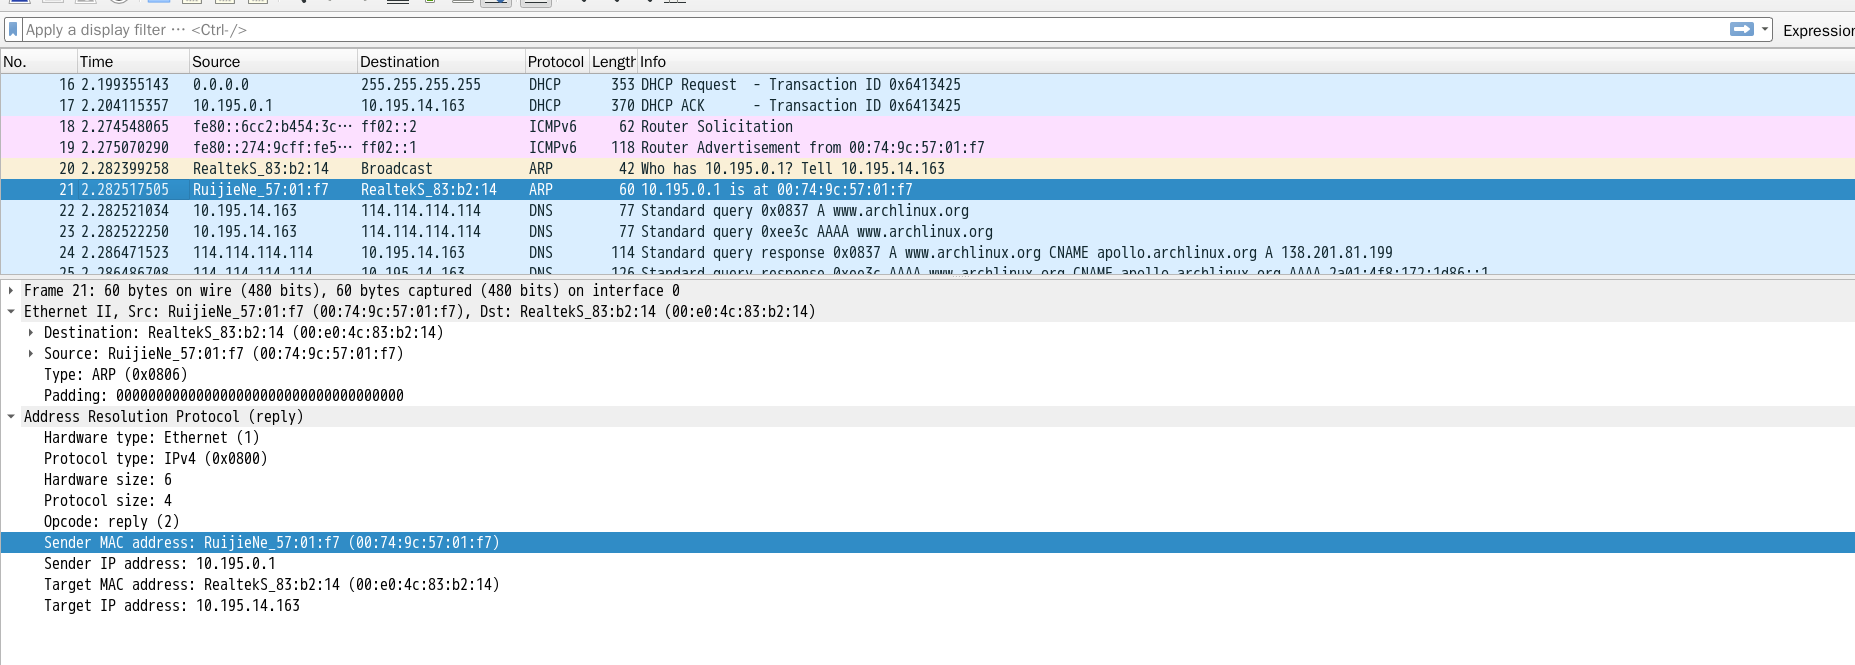 Apply a display filter ··· <Ctrl-/>
Expression
No. Time Source Destination Protocol Length Info
16 2.199355143 0.0.0.0 255.255.255.255 DHCP 353 DHCP Request - Transaction ID 0x6413425
17 2.204115357 10.195.0.1 10.195.14.163 DHCP 370 DHCP ACK - Transaction ID 0x6413425
18 2.274548065 fe80::6cc2:b454:3c··· ff02::2 ICMPv6 62 Router Solicitation
19 2.275070290 fe80::274:9cff:fe5··· ff02::1 ICMPv6 118 Router Advertisement from 00:74:9c:57:01:f7
20 2.282399258 RealtekS_83:b2:14 Broadcast ARP 42 Who has 10.195.0.1? Tell 10.195.14.163
21 2.282517505 RuijieNe_57:01:f7 RealtekS_83:b2:14 ARP 60 10.195.0.1 is at 00:74:9c:57:01:f7
22 2.282521034 10.195.14.163 114.114.114.114 DNS 77 Standard query 0x0837 A www.archlinux.org
23 2.282522250 10.195.14.163 114.114.114.114 DNS 77 Standard query 0xee3c AAAA www.archlinux.org
24 2.286471523 114.114.114.114 10.195.14.163 DNS 114 Standard query response 0x0837 A www.archlinux.org CNAME apollo.archlinux.org A 138.201.81.199
25 2.286486708 114.114.114.114 10.195.14.163 DNS 126 Standard query response 0xee3c AAAA www.archlinux.org CNAME apollo.archlinux.org AAAA 2a01:4f8:172:1d86::1
Frame 21: 60 bytes on wire (480 bits), 60 bytes captured (480 bits) on interface 0
Ethernet II, Src: RuijieNe_57:01:f7 (00:74:9c:57:01:f7), Dst: RealtekS_83:b2:14 (00:e0:4c:83:b2:14)
Destination: RealtekS_83:b2:14 (00:e0:4c:83:b2:14)
Source: RuijieNe_57:01:f7 (00:74:9c:57:01:f7)
Type: ARP (0x0806)
Padding: 000000000000000000000000000000000000
Address Resolution Protocol (reply)
Hardware type: Ethernet (1)
Protocol type: IPv4 (0x0800)
Hardware size: 6
Protocol size: 4
Opcode: reply (2)
Sender MAC address: RuijieNe_57:01:f7 (00:74:9c:57:01:f7)
Sender IP address: 10.195.0.1
Target MAC address: RealtekS_83:b2:14 (00:e0:4c:83:b2:14)
Target IP address: 10.195.14.163